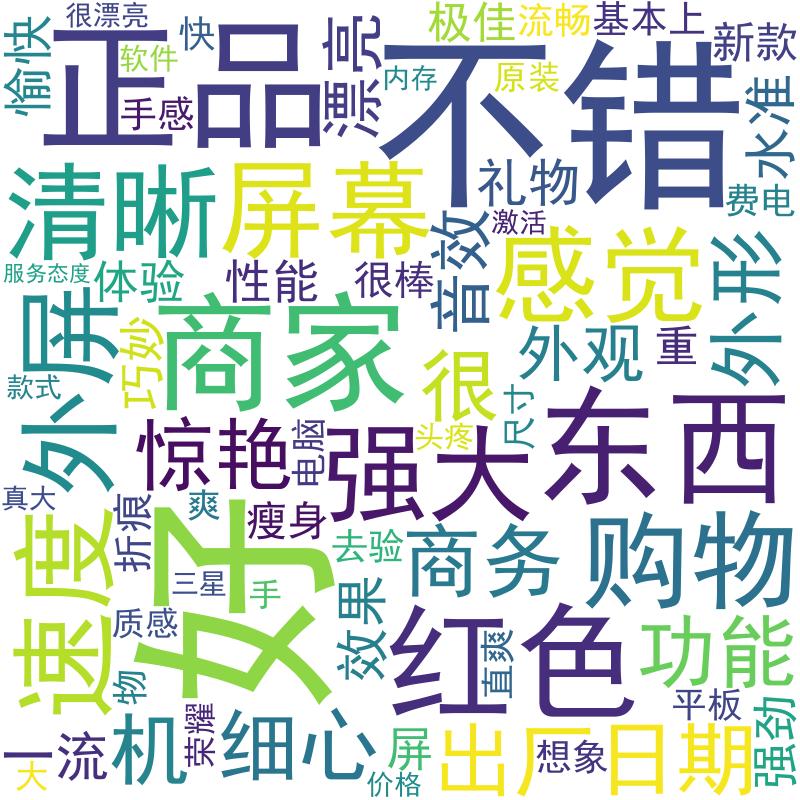 很漂亮
快
极佳
流畅
基本上
愉快
软件
正品
漂亮
不错
新款
手感
内存
原装
水准
清晰
屏幕
礼物
费电
服务态度
体验
性能
很棒
音效
激活
感觉
外形
外屏
巧妙
商家
很
外观
重
款式
惊艳
电脑
强大
头疼
尺寸
东西
真大
折痕
爽
瘦身
好
去验
商务
购物
速度
三星
手
质感
效果
红色
直爽
功能
物
平板
一流
机
荣耀
细心
屏
出厂日期
想象
强劲
大
价格